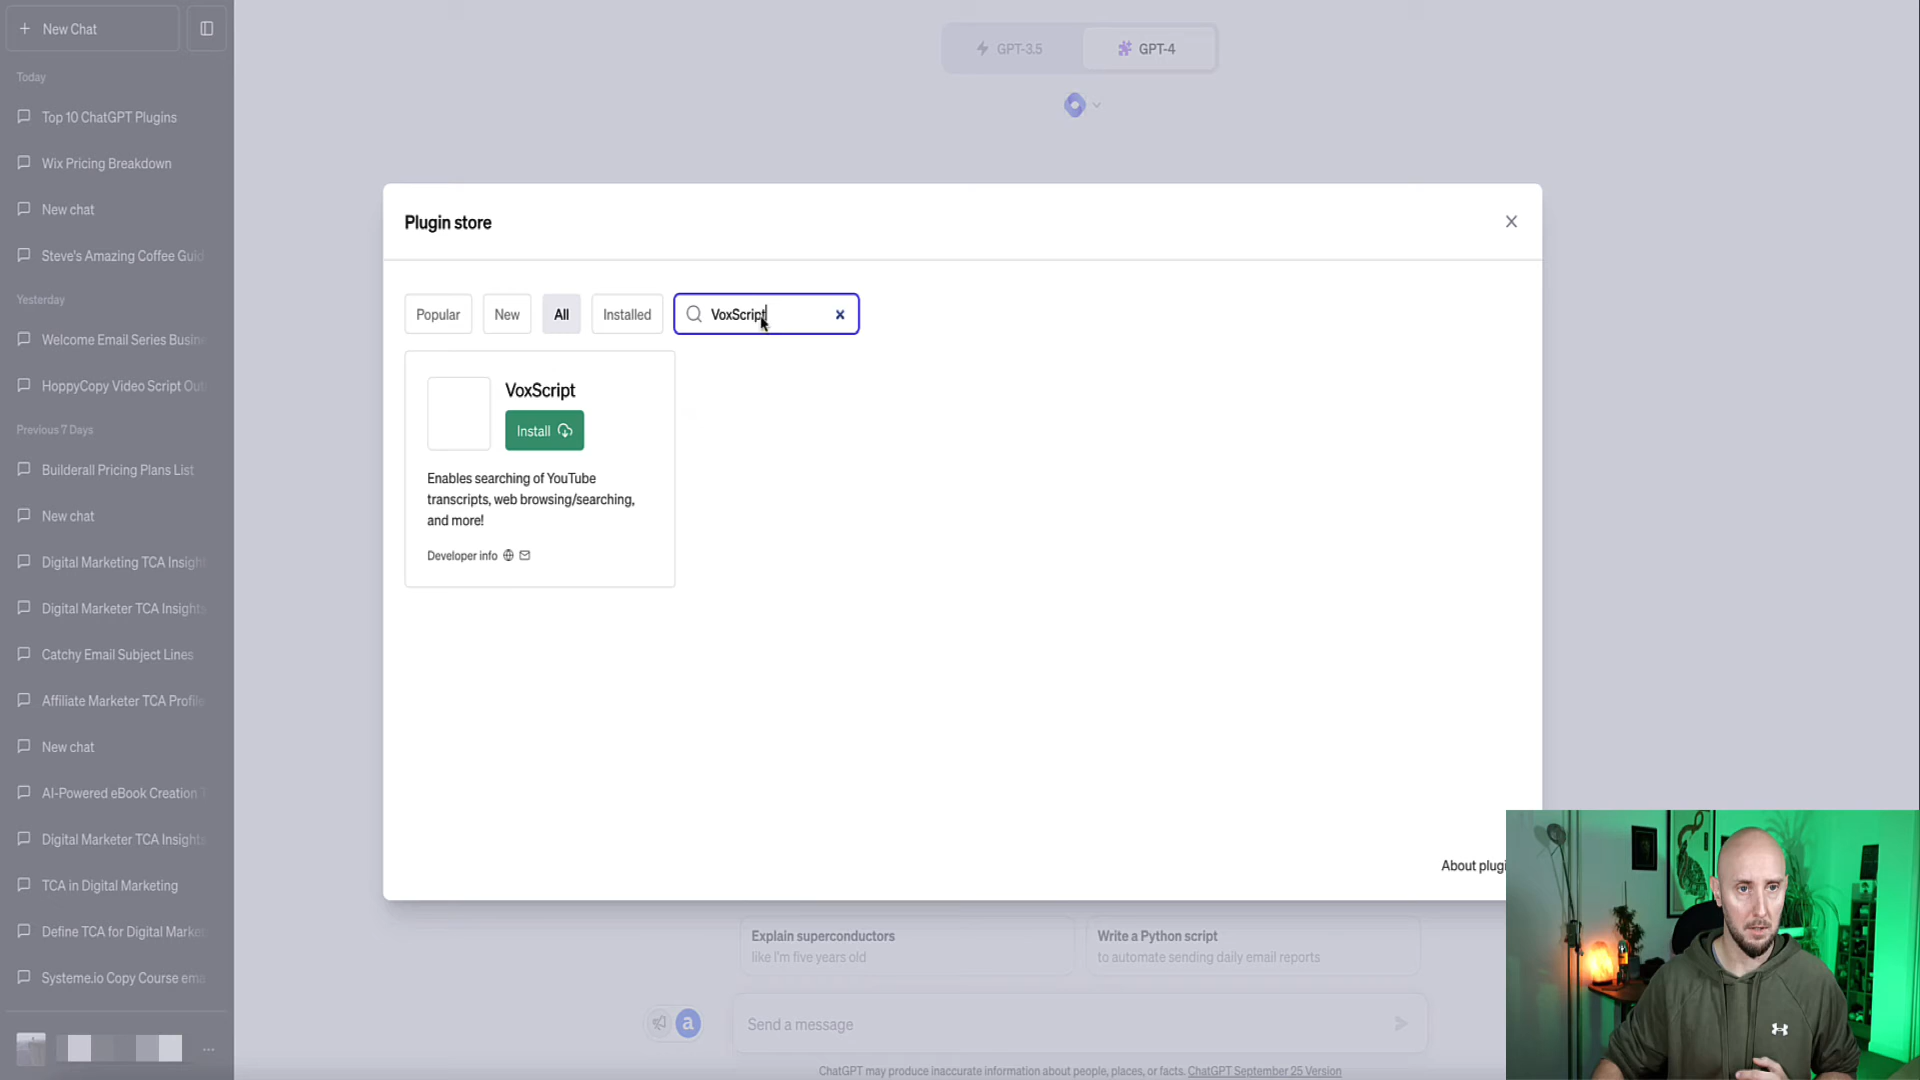 New Chat
Today
Top 10 ChatGPT Plugins
Wix Pricing Breakdown
New chat
Steve's Amazing Coffee Guid
Yesterday
Welcome Email Series Busin
HoppyCopy Video Script Out
Previous 7 Days
Builderall Pricing Plans List
New chat
Digital Marketing TCA Insight
Digital Marketer TCA Insights
Catchy Email Subject Lines
Affiliate Marketer TCA Profile
New chat
AI-Powered eBook Creation T
Digital Marketer TCA Insights
TCA in Digital Marketing
Define TCA for Digital Market
Systeme.io Copy Course ema
GPT-3.5
GPT-4
Plugin store
Popular
New
All
Installed
VoxScript
VoxScript
Install
Enables searching of YouTube
transcripts, web browsing/searching,
and more!
Developer info
About plugi
Explain superconductors
like I'm five years old
Write a Python script
to automate sending daily email reports
a
Send a message
ChatGPT may produce inaccurate information about people, places, or facts. ChatGPT September 25 Version